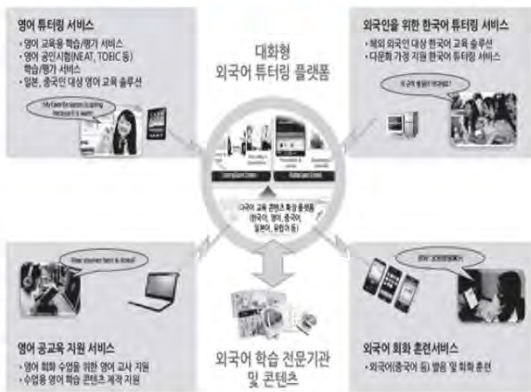 영어 튜터링 서비스
• 영어 교육용 학습/평가 서비스
• 영어 공인시험(NEAT, TOEIC 등)
학습/평가 서비스
• 일본, 중국인 대상 영어 교육 솔루션
My favorite season is spring
because it is warm
대화형
외국어 튜터링 플랫폼
외국인을 위한 한국어 튜터링 서비스
• 해외 외국인 대상 한국어 교육 솔루션
• 다문화 가정 지원 한국어 튜터링 서비스
다국어 교육 콘텐츠 확장 플랫폼
(한국어, 영어, 중국어,
일본어, 유럽어 등)
영어 공교육 지원 서비스
• 영어 회화 수업을 위한 영어 교사 지원
• 수업용 영어 학습 콘텐츠 제작 지원
외국어 학습 전문기관
및 콘텐츠
외국어 회화 훈련서비스
• 외국어(중국어 등) 발음 및 회화 훈련